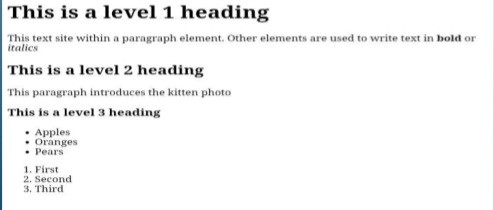 This is a level 1 heading
This text site within a paragraph element. Other elements are used to write text in bold or
italics
This is a level 2 heading
This paragraph introduces the kitten photo
This is a level 3 heading
• Apples
• Oranges
• Pears
1. First
2. Second
3. Third